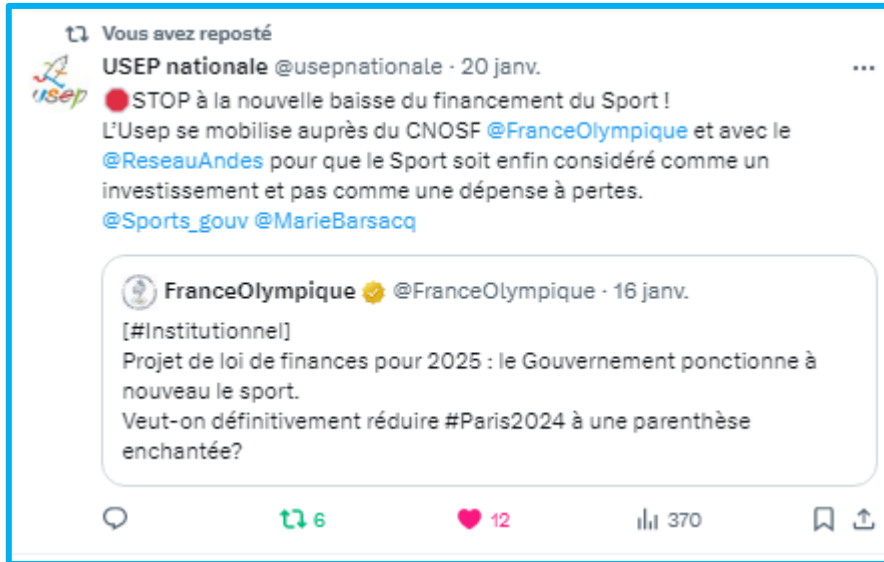 Vous avez reposté
usep
USEP nationale @usepnationale · 20 janv.
🛑STOP à la nouvelle baisse du financement du Sport !
L'Usep se mobilise auprès du CNOSF @FranceOlympique et avec le
@ReseauAndes pour que le Sport soit enfin considéré comme un
investissement et pas comme une dépense à pertes.
@Sports_gouv @MarieBarsacq
FranceOlympique @FranceOlympique · 16 janv.
[#Institutionnel]
Projet de loi de finances pour 2025 : le Gouvernement ponctionne à
nouveau le sport.
Veut-on définitivement réduire #Paris2024 à une parenthèse
enchantée?
6 12 370